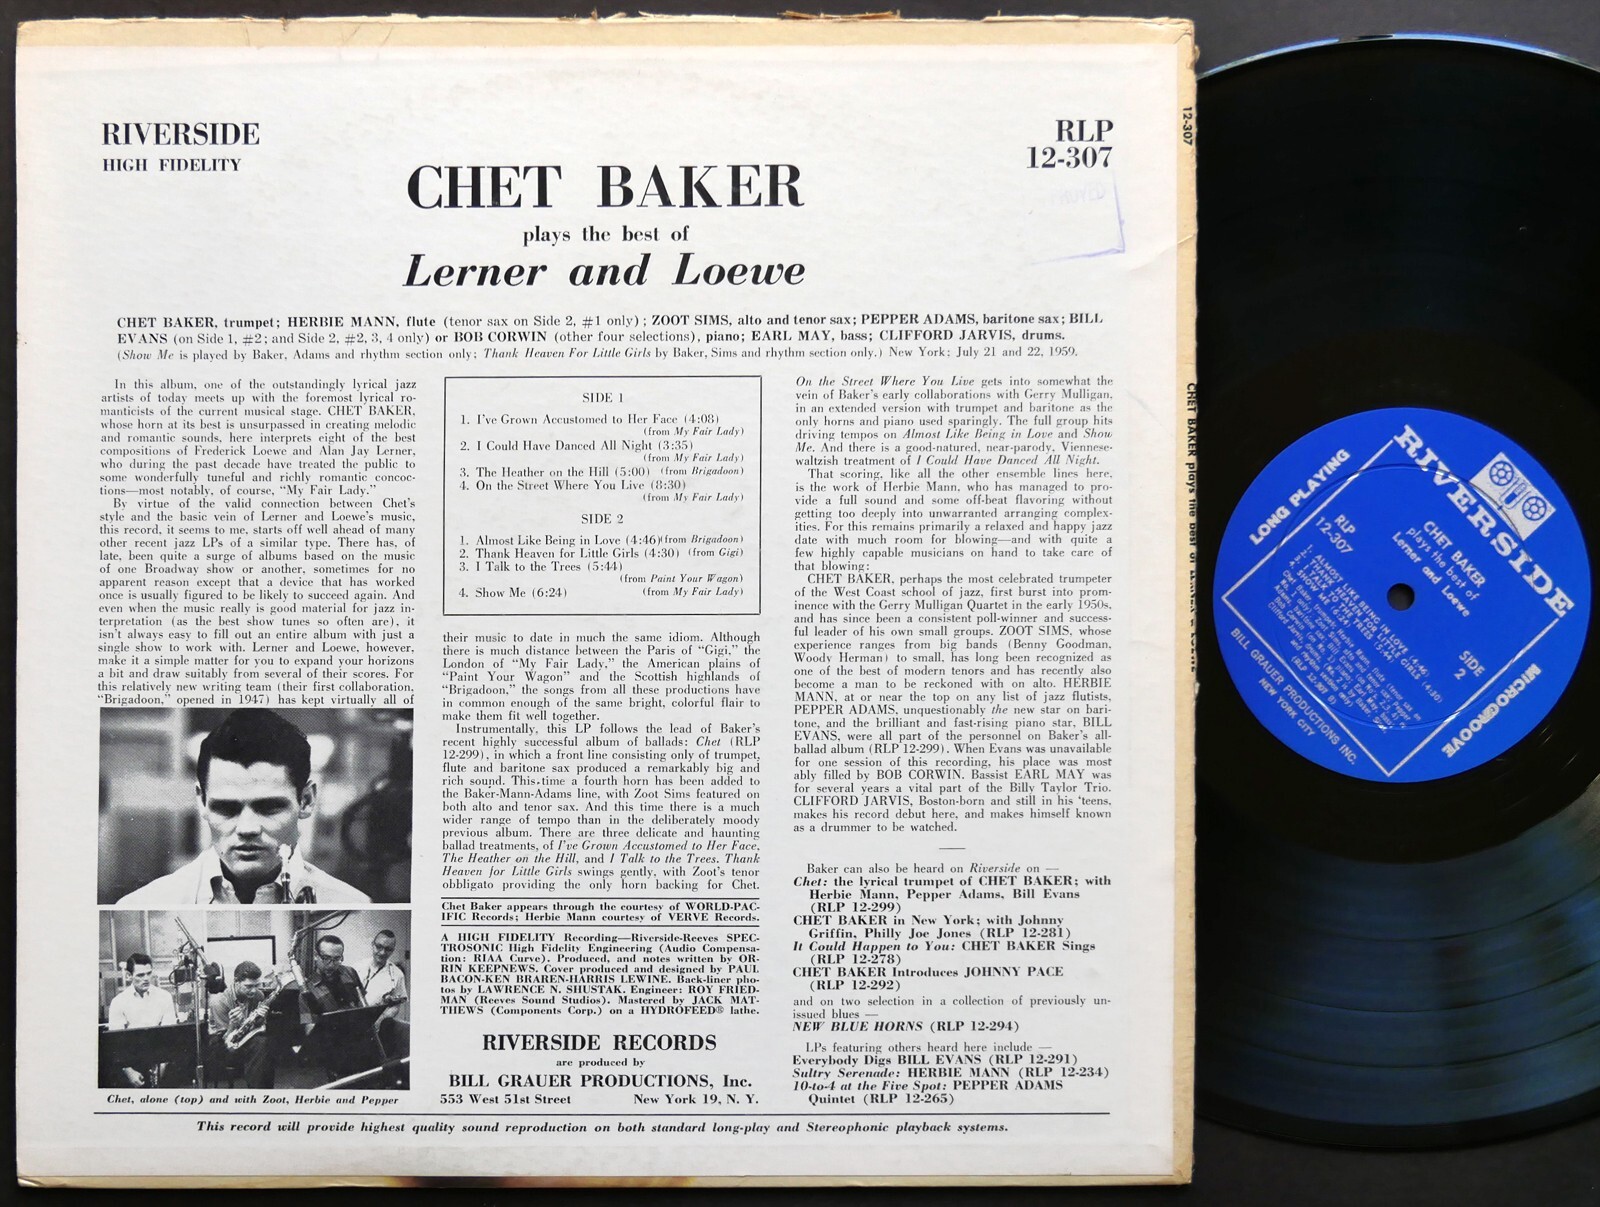 RIVERSIDE
HIGH FIDELITY
RLP
12-307
CHET BAKER
plays the best of
Lerner and Loewe
CHET BAKER, trumpet; HERBIE MANN, flute (tenor sax on Side 2, #1 only); ZOOT SIMS, alto and tenor sax; PEPPER ADAMS, baritone sax; BILL
EVANS (on Side 1, #2; and Side 2, #2, 3, 4 only) or BOB CORWIN (other four selections), piano; EARL MAY, bass; CLIFFORD JARVIS, drums.
(Show Me is played by Baker, Adams and rhythm section only; Thank Heaven For Little Girls by Baker, Sims and rhythm section only.) New York; July 21 and 22, 1959.
In this album, one of the outstandingly lyrical jazz
artists of today meets up with the foremost lyrical ro-
manticists of the current musical stage. CHET BAKER,
whose horn at its best is unsurpassed in creating melodic
and romantic sounds, here interprets eight of the best
compositions of Frederick Loewe and Alan Jay Lerner,
who during the past decade have treated the public to
some wonderfully tuneful and richly romantic concoc-
tions—most notably, of course, "My Fair Lady."
By virtue of the valid connection between Chet's
style and the basic vein of Lerner and Loewe's music,
this record, it seems to me, starts off well ahead of many
other recent jazz LPs of a similar type. There has, of
late, been quite a surge of albums based on the music
of one Broadway show or another, sometimes for no
apparent reason except that a device that has worked
once is usually figured to be likely to succeed again. And
even when the music really is good material for jazz in-
terpretation (as the best show tunes so often are), it
isn't always easy to fill out an entire album with just a
single show to work with. Lerner and Loewe, however,
make it a simple matter for you to expand your horizons
a bit and draw suitably from several of their scores. For
this relatively new writing team (their first collaboration,
"Brigadoon," opened in 1947) has kept virtually all of
Chet, alone (top) and with Zoot, Herbie and Pepper
SIDE 1
1. I've Grown Accustomed to Her Face (4:08)
(from My Fair Lady)
2. I Could Have Danced All Night (3:35)
(from My Fair Lady)
3. The Heather on the Hill (5:00) (from Brigadoon)
4. On the Street Where You Live (8:30)
(from My Fair Lady)
SIDE 2
1. Almost Like Being in Love (4:46)(from Brigadoon)
2. Thank Heaven for Little Girls (4:30) (from Gigi)
3. I Talk to the Trees (5:44)
(from Paint Your Wagon)
4. Show Me (6:24) (from My Fair Lady)
their music to date in much the same idiom. Although
there is much distance between the Paris of "Gigi," the
London of "My Fair Lady," the American plains of
"Paint Your Wagon" and the Scottish highlands of
"Brigadoon," the songs from all these productions have
in common enough of the same bright, colorful flair to
make them fit well together.
Instrumentally, this LP follows the lead of Baker's
recent highly successful album of ballads: Chet (RLP
12-299), in which a front line consisting only of trumpet,
flute and baritone sax produced a remarkably big and
rich sound. This time a fourth horn has been added to
the Baker-Mann-Adams line, with Zoot Sims featured on
both alto and tenor sax. And this time there is a much
wider range of tempo than in the deliberately moody
previous album. There are three delicate and haunting
ballad treatments, of I've Grown Accustomed to Her Face,
The Heather on the Hill, and I Talk to the Trees. Thank
Heaven for Little Girls swings gently, with Zoot's tenor
obbligato providing the only horn backing for Chet.
Chet Baker appears through the courtesy of WORLD-PAC-
IFIC Records; Herbie Mann courtesy of VERVE Records.
A HIGH FIDELITY Recording—Riverside-Reeves SPEC-
TROSONIC High Fidelity Engineering (Audio Compensa-
tion: RIAA Curve). Produced, and notes written by OR-
RIN KEEPNEWS. Cover produced and designed by PAUL
BACON-KEN BRAREN-HARRIS LEWINE. Back-liner pho-
tos by LAWRENCE N. SHUSTAK. Engineer: ROY FRIED-
MAN (Reeves Sound Studios). Mastered by JACK MAT-
THEWS (Components Corp.) on a HYDROFEED® lathe.
RIVERSIDE RECORDS
are produced by
BILL GRAUER PRODUCTIONS, Inc.
553 West 51st Street New York 19, N. Y.
On the Street Where You Live gets into somewhat the
vein of Baker's early collaborations with Gerry Mulligan,
in an extended version with trumpet and baritone as the
only horns and piano used sparingly. The full group hits
driving tempos on Almost Like Being in Love and Show
Me. And there is a good-natured, near-parody, Viennese-
waltzish treatment of I Could Have Danced All Night.
That scoring, like all the other ensemble lines here,
is the work of Herbie Mann, who has managed to pro-
vide a full sound and some off-beat flavoring without
getting too deeply into unwarranted arranging complex-
ities. For this remains primarily a relaxed and happy jazz
date with much room for blowing—and with quite a
few highly capable musicians on hand to take care of
that blowing:
CHET BAKER, perhaps the most celebrated trumpeter
of the West Coast school of jazz, first burst into prom-
inence with the Gerry Mulligan Quartet in the early 1950s,
and has since been a consistent poll-winner and success-
ful leader of his own small groups. ZOOT SIMS, whose
experience ranges from big bands (Benny Goodman,
Woody Herman) to small, has long been recognized as
one of the best of modern tenors and has recently also
become a man to be reckoned with on alto. HERBIE
MANN, at or near the top on any list of jazz flutists,
PEPPER ADAMS, unquestionably the new star on bari-
tone, and the brilliant and fast-rising piano star, BILL
EVANS, were all part of the personnel on Baker's all-
ballad album (RLP 12-299). When Evans was unavailable
for one session of this recording, his place was most
ably filled by BOB CORWIN. Bassist EARL MAY was
for several years a vital part of the Billy Taylor Trio.
CLIFFORD JARVIS, Boston-born and still in his 'teens,
makes his record debut here, and makes himself known
as a drummer to be watched.
Baker can also be heard on Riverside on —
Chet: the lyrical trumpet of CHET BAKER; with
Herbie Mann, Pepper Adams, Bill Evans
(RLP 12-299)
CHET BAKER in New York; with Johnny
Griffin, Philly Joe Jones (RLP 12-281)
It Could Happen to You: CHET BAKER Sings
(RLP 12-278)
CHET BAKER Introduces JOHNNY PACE
(RLP 12-292)
and on two selection in a collection of previously un-
issued blues —
NEW BLUE HORNS (RLP 12-294)
LPs featuring others heard here include —
Everybody Digs BILL EVANS (RLP 12-291)
Sultry Serenade: HERBIE MANN (RLP 12-234)
10-to-4 at the Five Spot: PEPPER ADAMS
Quintet (RLP 12-265)
This record will provide highest quality sound reproduction on both standard long-play and Stereophonic playback systems.
12-307
CHET BAKER plays the best of LERNER & LOEWE
LONG PLAYING
RIVERSIDE
MICROGROOVE
RLP
12-307
CHET BAKER
plays the best of
Lerner and Loewe
SIDE
2
1. ALMOST LIKE BEING IN LOVE (4:46)
2. THANK HEAVEN FOR LITTLE GIRLS (4:30)
3. I TALK TO THE TREES (5:44)
4. SHOW ME (6:24)
BILL GRAUER PRODUCTIONS INC.
NEW YORK CITY